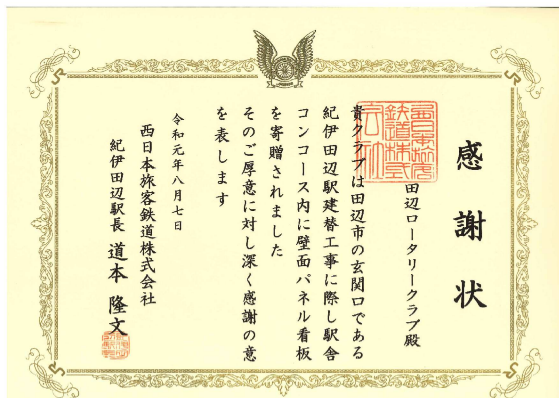 感謝状
田辺ロータリークラブ殿
貴クラブは田辺市の玄関口である
紀伊田辺駅建替工事に際し駅舎
コンコース内に壁面パネル看板
を寄贈されました
そのご厚意に対し深く感謝の意
を表します
令和元年八月七日
西日本旅客鉄道株式会社
紀伊田辺駅長 道本 隆文